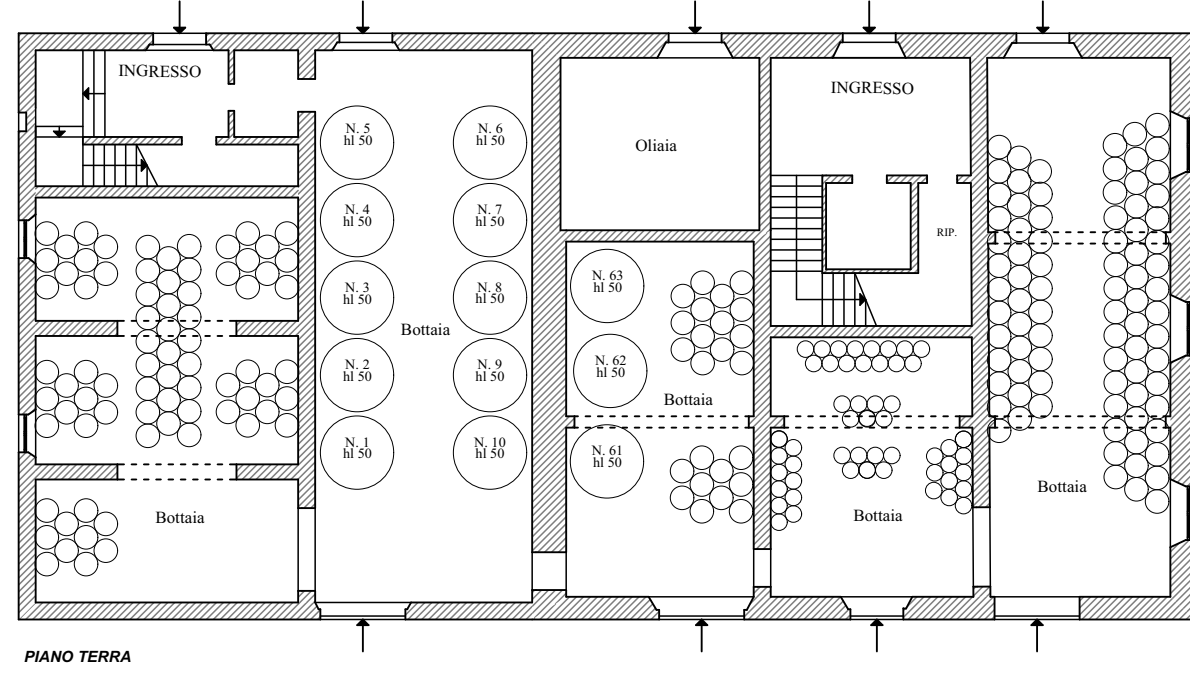 INGRESSO
INGRESSO
Oliaia
RIP.
N. 5
hl 50
N. 6
hl 50
N. 4
hl 50
N. 7
hl 50
N. 3
hl 50
N. 8
hl 50
Bottaia
N. 2
hl 50
N. 9
hl 50
N. 1
hl 50
N. 10
hl 50
N. 63
hl 50
N. 62
hl 50
Bottaia
N. 61
hl 50
Bottaia
Bottaia
Bottaia
PIANO TERRA